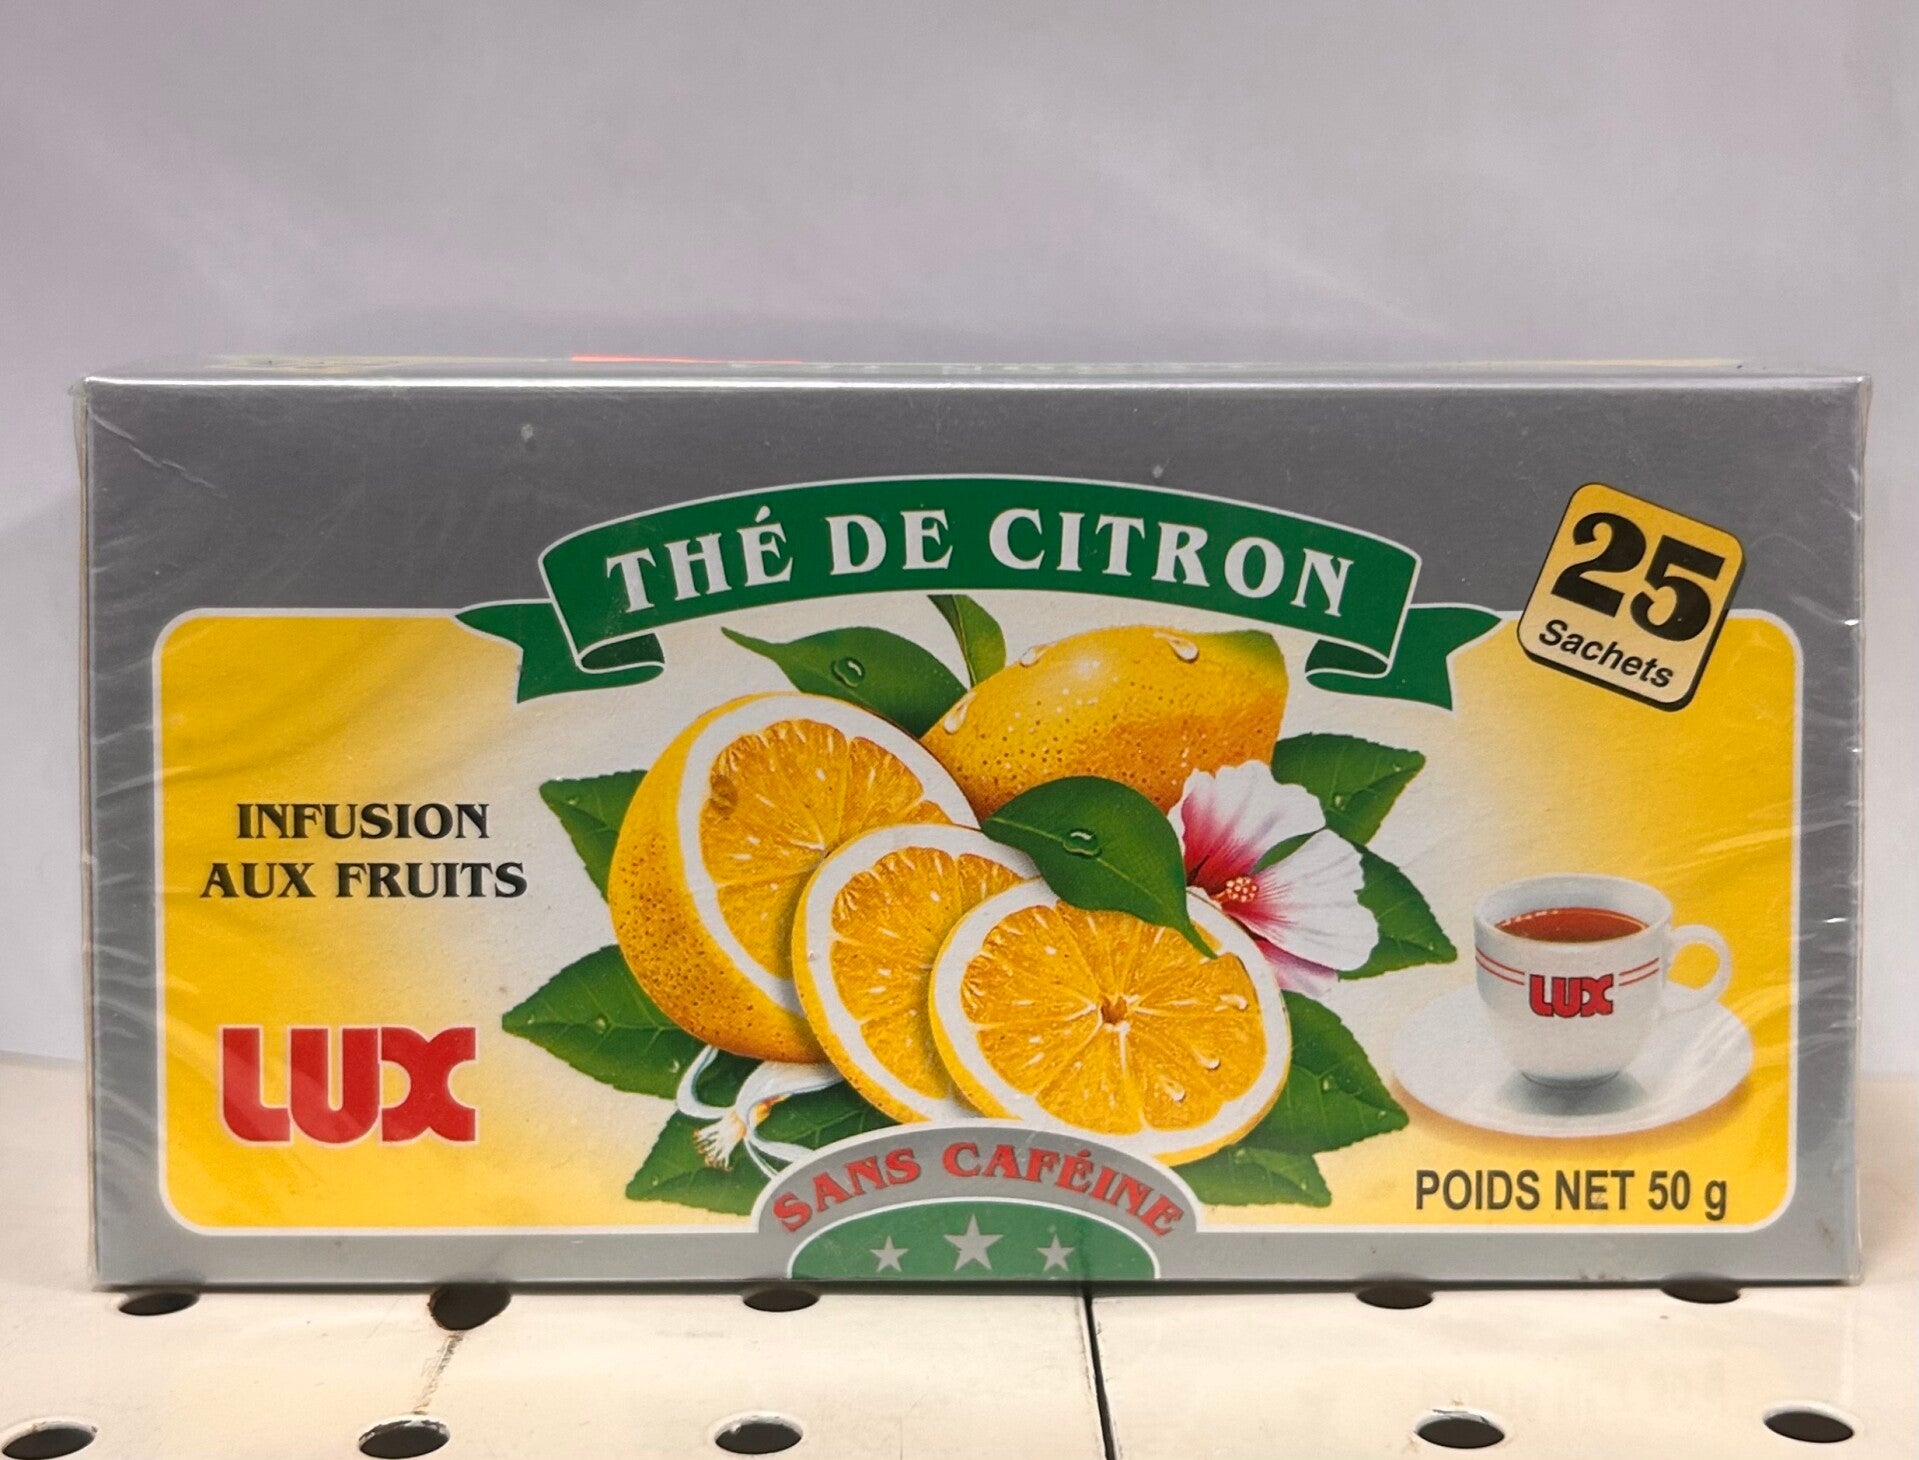 THÉ DE CITRON
25
Sachets
INFUSION
AUX FRUITS
LUX
LUX
SANS CAFÉINE
POIDS NET 50 g